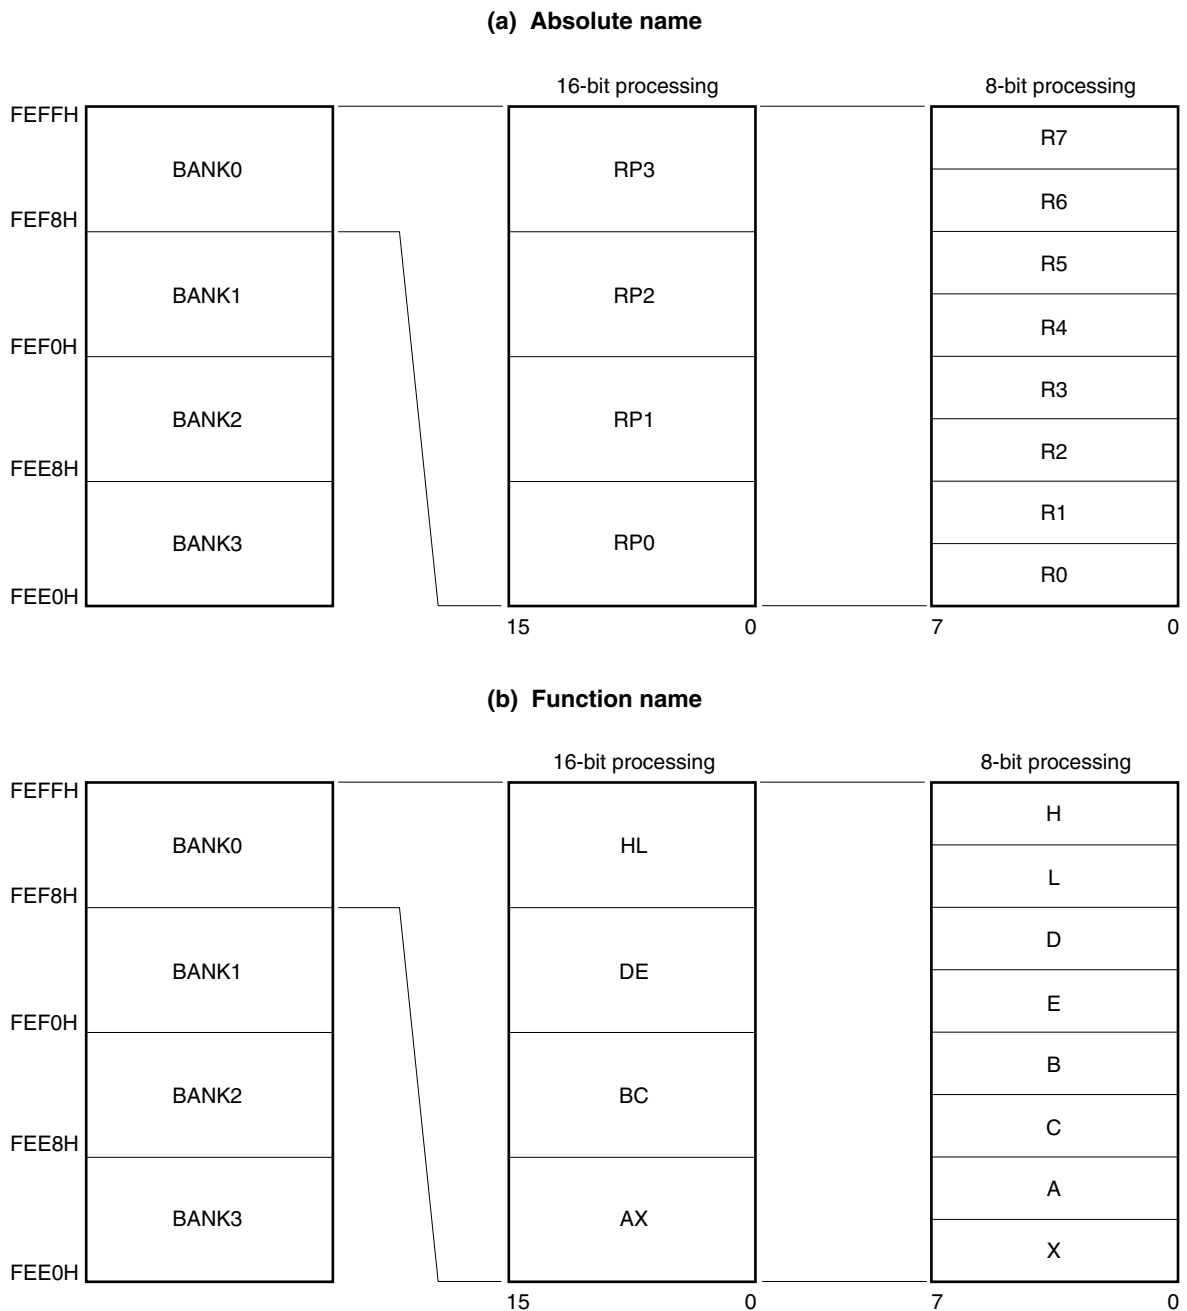 (a) Absolute name
16-bit processing
8-bit processing
FEFFH
BANK0
RP3
R7
R6
FEF8H
BANK1
RP2
R5
R4
FEF0H
BANK2
RP1
R3
R2
FEE8H
BANK3
RP0
R1
R0
FEE0H
15 0
7 0
(b) Function name
16-bit processing
8-bit processing
FEFFH
BANK0
HL
H
L
FEF8H
BANK1
DE
D
E
FEF0H
BANK2
BC
B
C
FEE8H
BANK3
AX
A
X
FEE0H
15 0
7 0